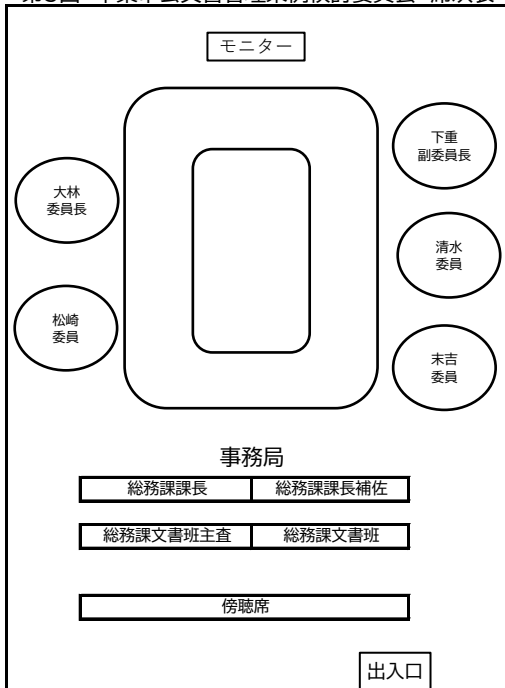 モニター
下重
副委員長
大林
委員長
清水
委員
松崎
委員
末吉
委員
事務局
総務課課長
総務課課長補佐
総務課文書班主査
総務課文書班
傍聴席
出入口